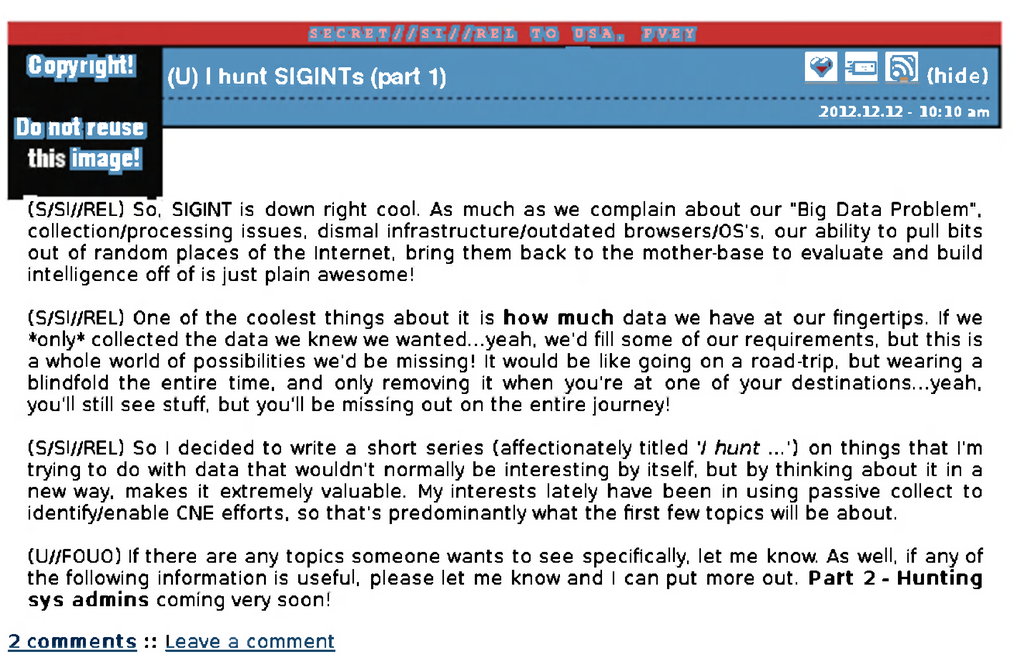 SECRET//SI//REL TO USA, FVEY
Copyright!
Do not reuse
this image!
(U) I hunt SIGINTs (part 1)
(hide)
2012.12.12 - 10:10 am
(S/SI//REL) So, SIGINT is down right cool. As much as we complain about our "Big Data Problem",
collection/processing issues, dismal infrastructure/outdated browsers/OS's, our ability to pull bits
out of random places of the Internet, bring them back to the mother-base to evaluate and build
intelligence off of is just plain awesome!
(S/SI//REL) One of the coolest things about it is how much data we have at our fingertips. If we
*only* collected the data we knew we wanted...yeah, we'd fill some of our requirements, but this is
a whole world of possibilities we'd be missing! It would be like going on a road-trip, but wearing a
blindfold the entire time, and only removing it when you're at one of your destinations...yeah,
you'll still see stuff, but you'll be missing out on the entire journey!
(S/SI//REL) So I decided to write a short series (affectionately titled 'I hunt ...') on things that I'm
trying to do with data that wouldn't normally be interesting by itself, but by thinking about it in a
new way, makes it extremely valuable. My interests lately have been in using passive collect to
identify/enable CNE efforts, so that's predominantly what the first few topics will be about.
(U//FOUO) If there are any topics someone wants to see specifically, let me know. As well, if any of
the following information is useful, please let me know and I can put more out. Part 2 - Hunting
sys admins coming very soon!
2 comments :: Leave a comment